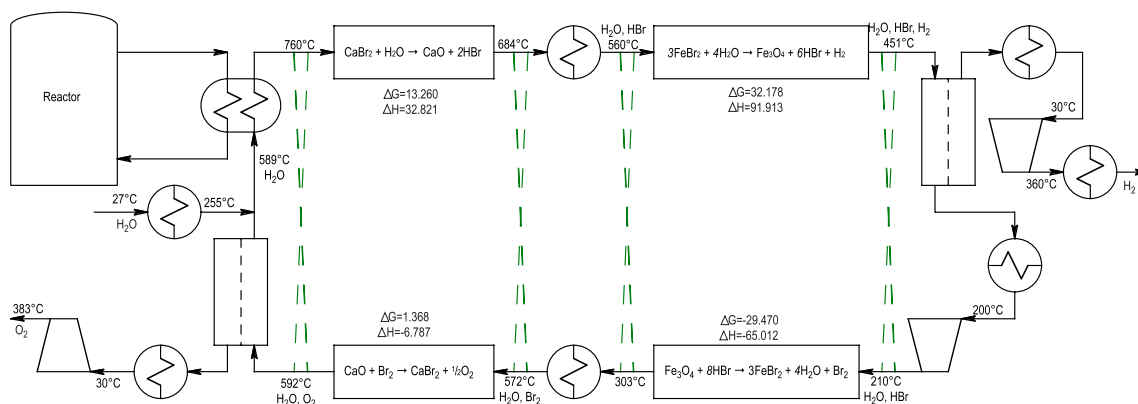 H₂O, HBr
H₂O, HBr, H₂
760°C
CaBr₂ + H₂O → CaO + 2HBr
684°C
560°C
3FeBr₂ + 4H₂O → Fe₃O₄ + 6HBr + H₂
451°C
Reactor
ΔG=13.260
ΔH=32.821
ΔG=32.178
ΔH=91.913
30°C
589°C
H₂O
360°C
H₂
27°C
H₂O
255°C
200°C
383°C
O₂
ΔG=1.368
ΔH=-6.787
ΔG=-29.470
ΔH=-65.012
30°C
592°C
H₂O, O₂
CaO + Br₂ → CaBr₂ + ½O₂
572°C
H₂O, Br₂
303°C
Fe₃O₄ + 8HBr → 3FeBr₂ + 4H₂O + Br₂
210°C
H₂O, HBr